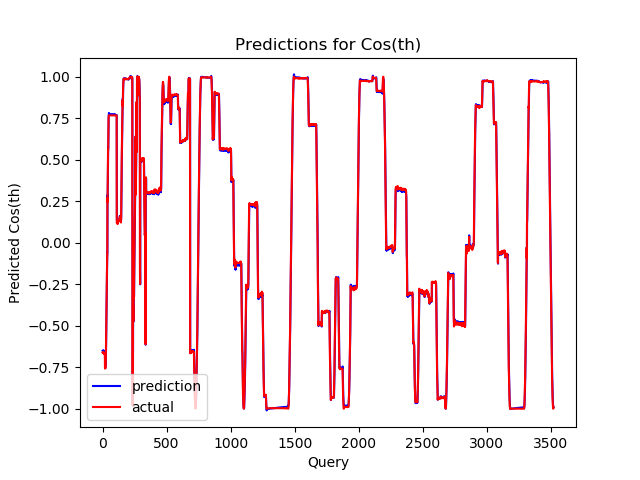 Predictions for Cos(th)
Predicted Cos(th)
1.00
0.75
0.50
0.25
0.00
−0.25
−0.50
−0.75
−1.00
prediction
actual
0 500 1000 1500 2000 2500 3000 3500
Query